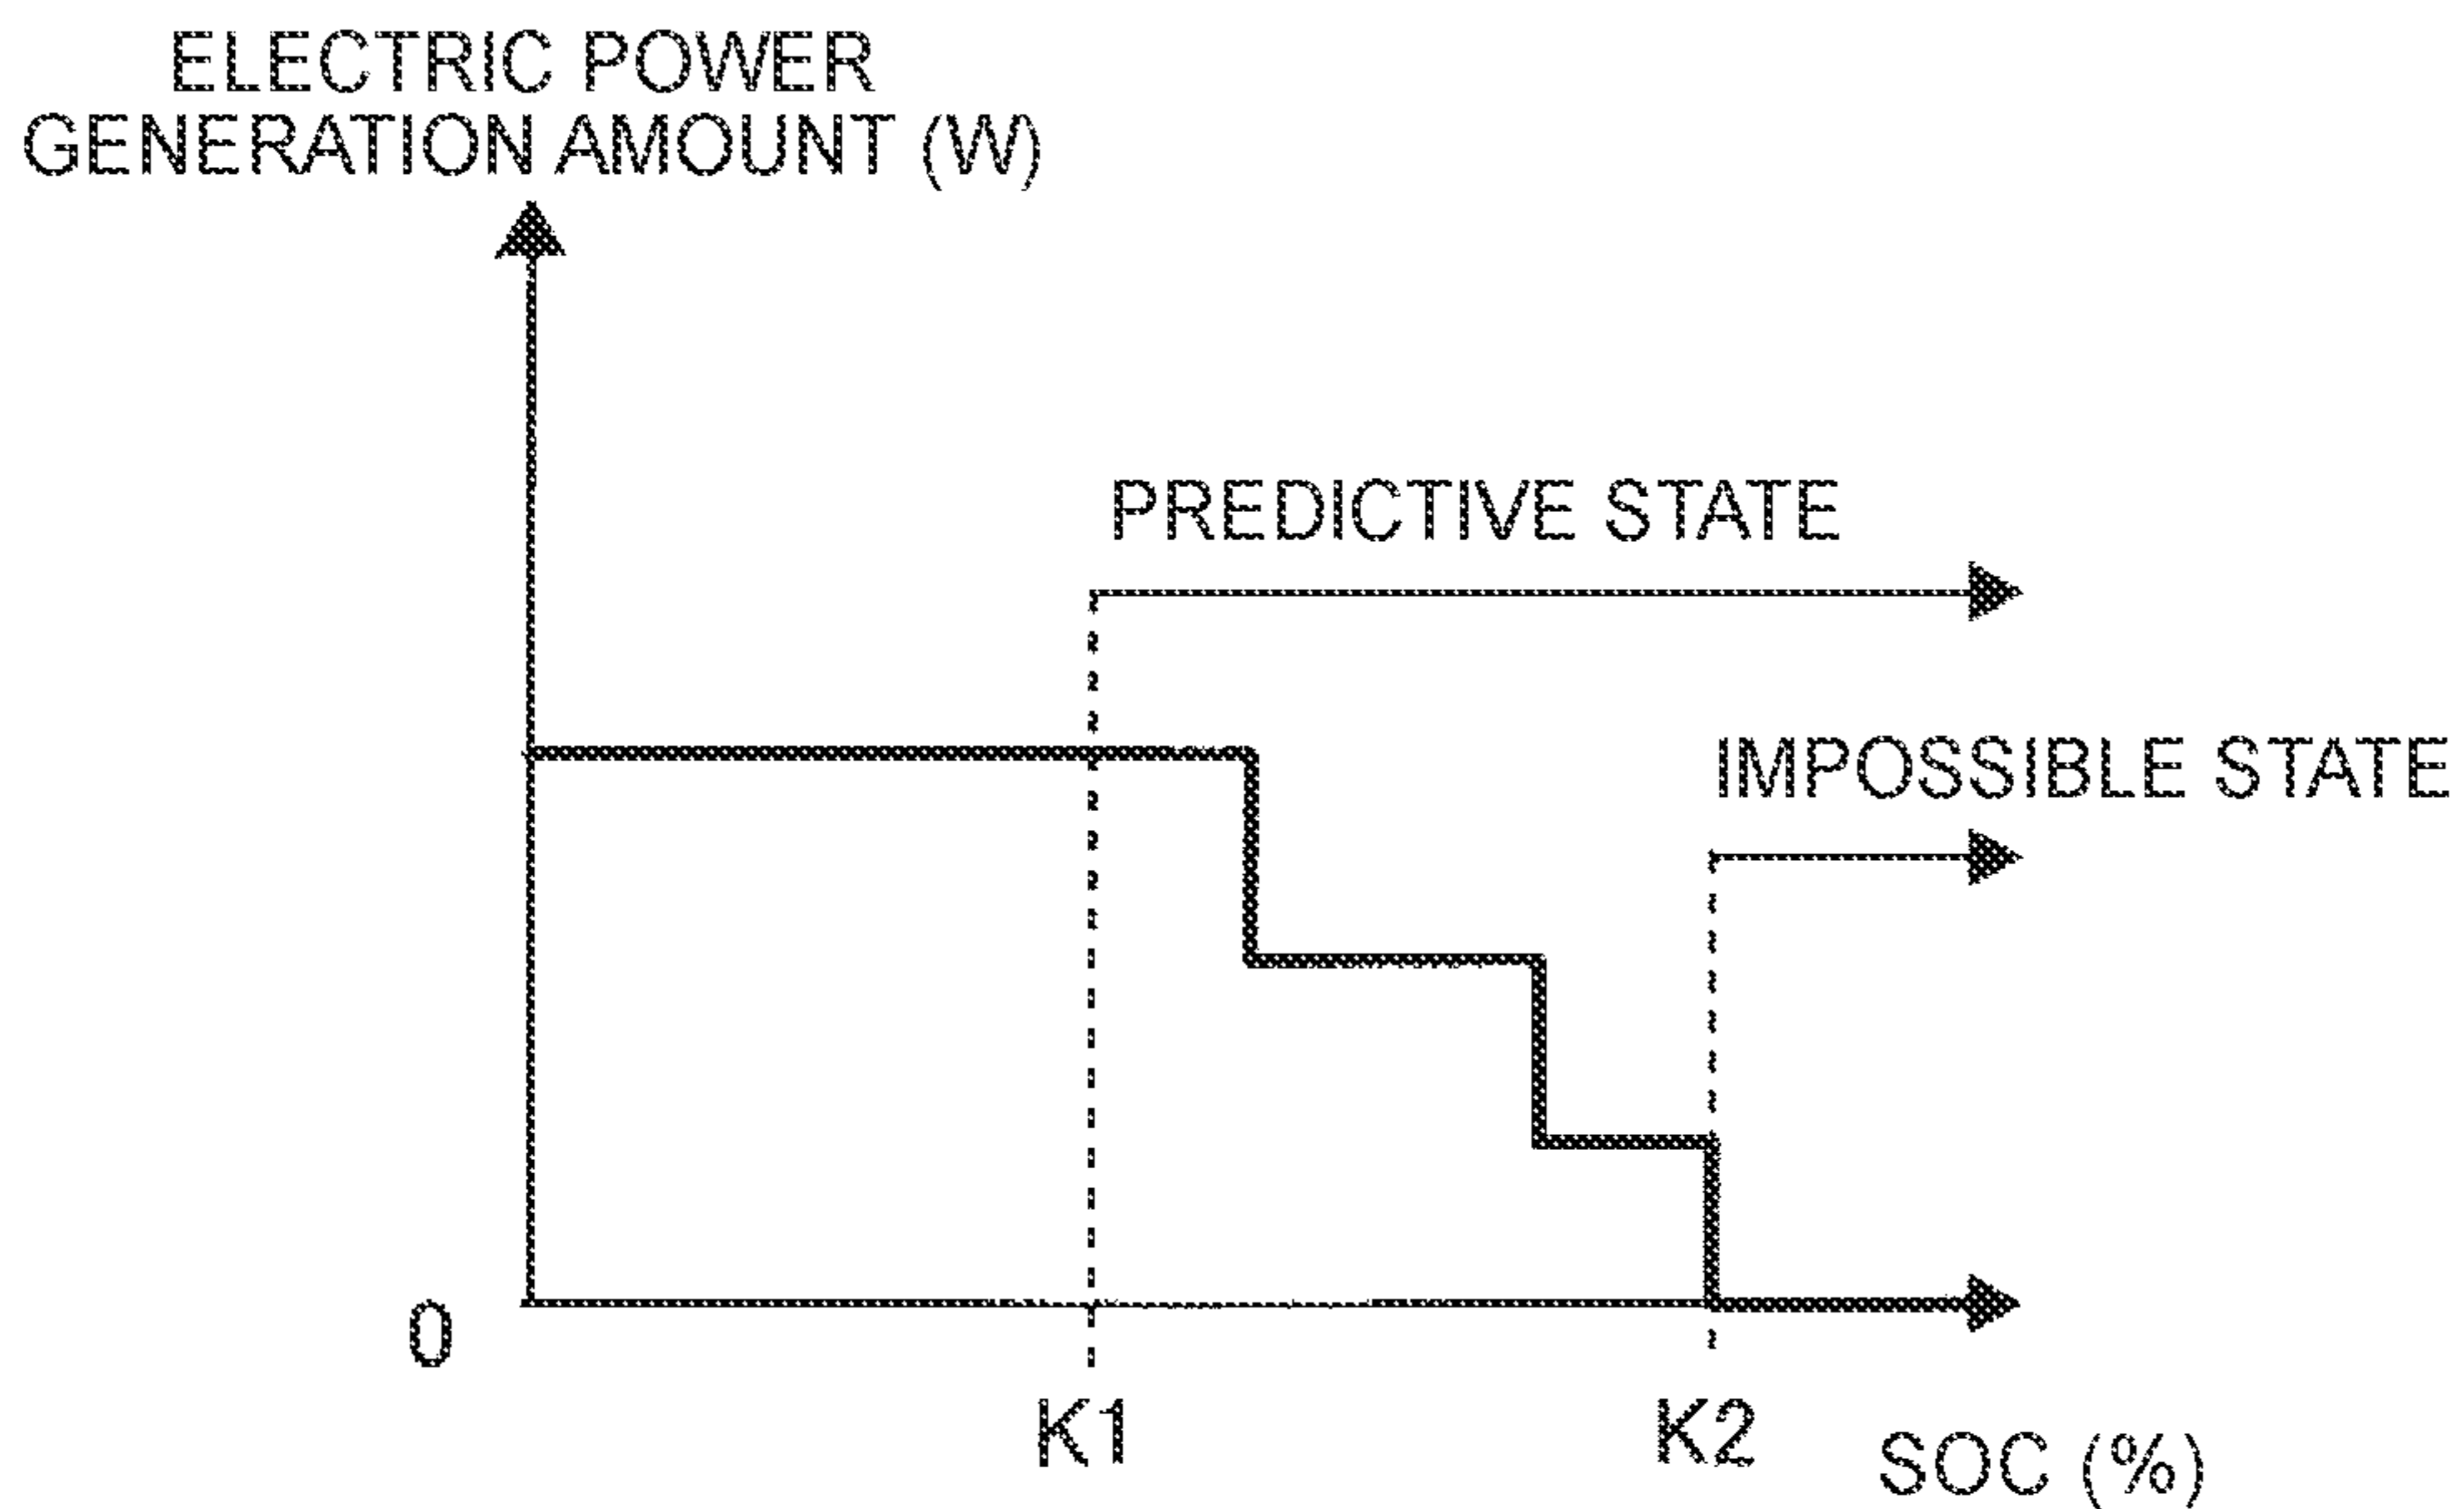 ELECTRIC POWER
GENERATION AMOUNT (W)
PREDICTIVE STATE
IMPOSSIBLE STATE
0
K1
K2
SOC (%)